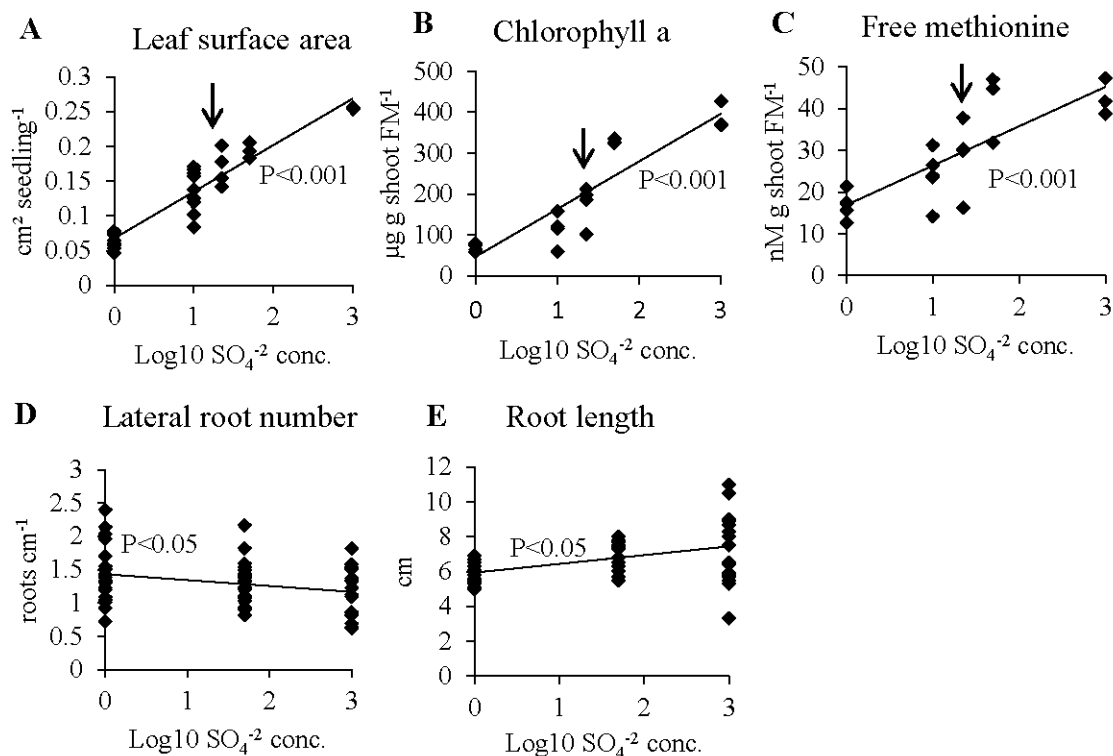 A Leaf surface area
cm² seedling⁻¹
0.3
0.25
0.2
0.15
0.1
0.05
0
P<0.001
0 1 2 3
Log10 SO₄⁻² conc.
B Chlorophyll a
µg g shoot FM⁻¹
500
400
300
200
100
0
P<0.001
0 1 2 3
Log10 SO₄⁻² conc.
C Free methionine
nM g shoot FM⁻¹
50
40
30
20
10
0
P<0.001
0 1 2 3
Log10 SO₄⁻² conc.
D Lateral root number
roots cm⁻¹
3
2.5
2
1.5
1
0.5
0
P<0.05
0 1 2 3
Log10 SO₄⁻² conc.
E Root length
cm
12
10
8
6
4
2
0
P<0.05
0 1 2 3
Log10 SO₄⁻² conc.